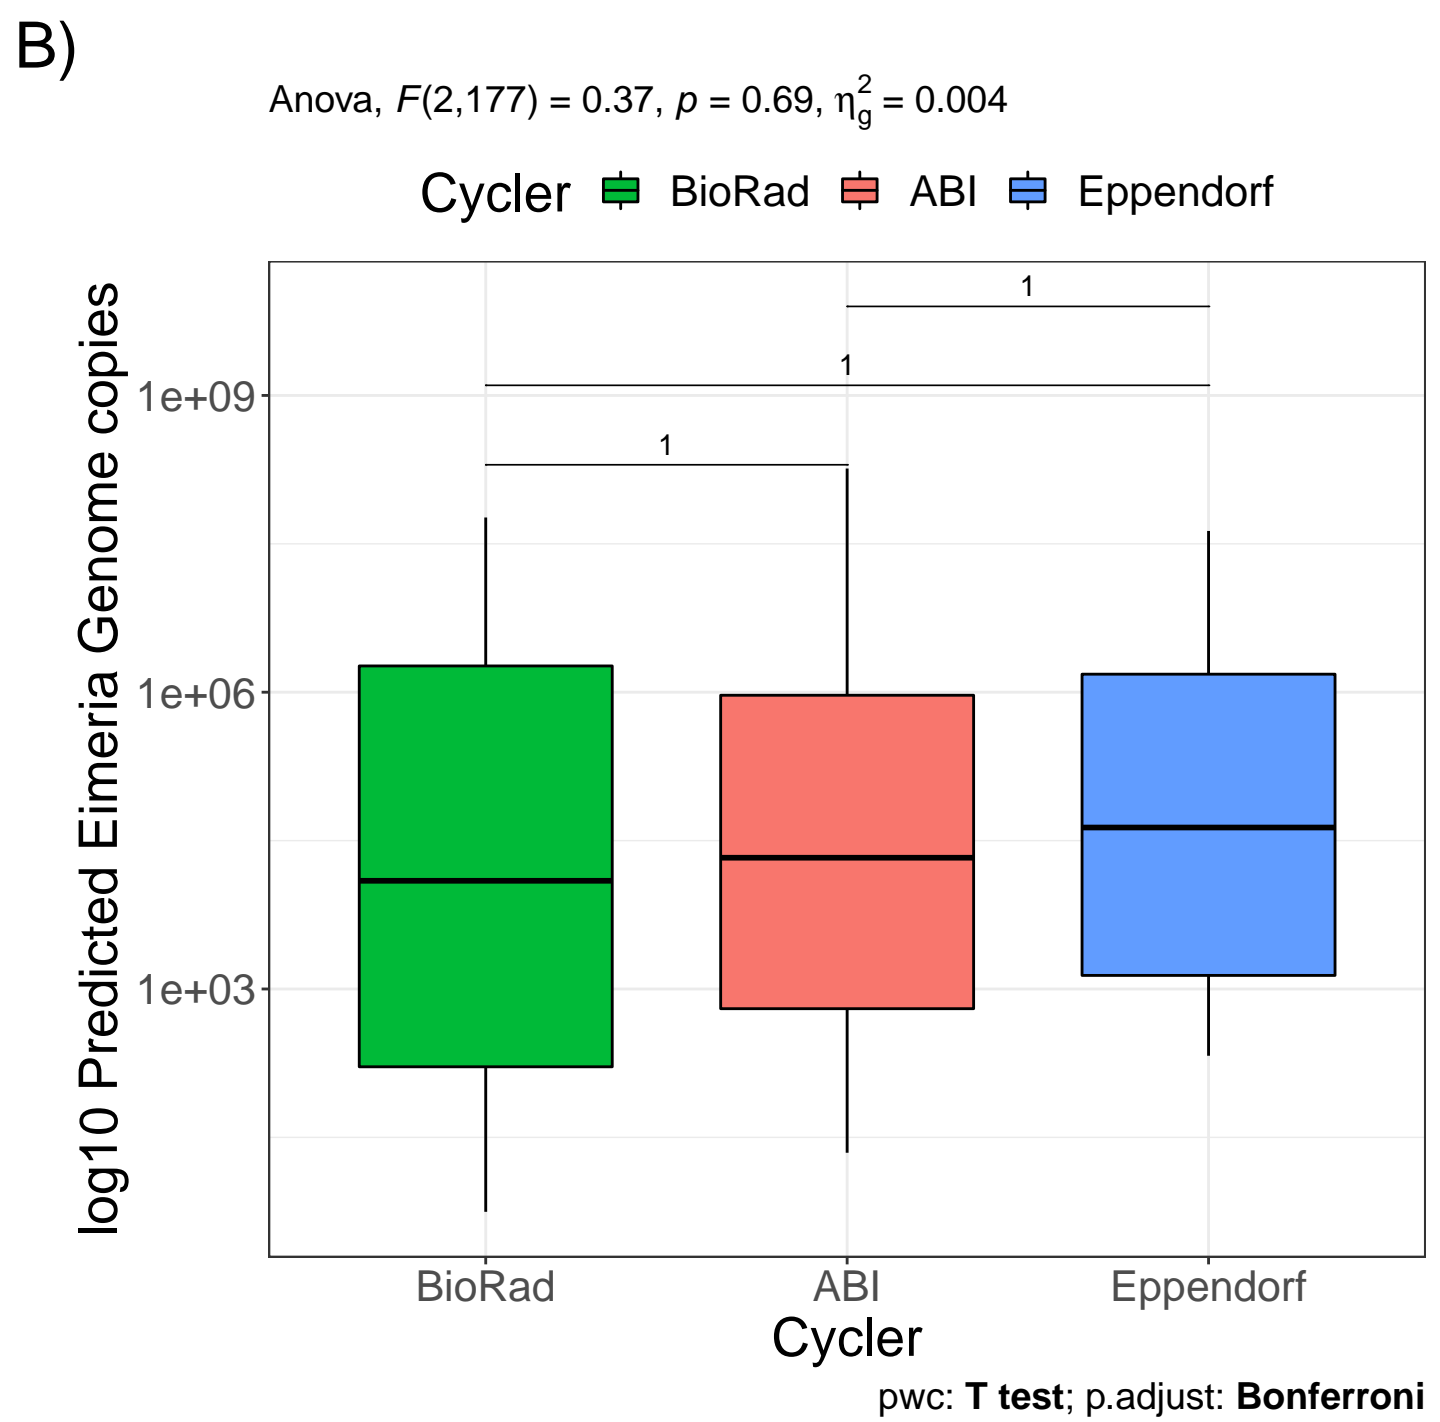 B)
Anova, F(2,177) = 0.37, p = 0.69, η²g = 0.004
Cycler BioRad ABI Eppendorf
log10 Predicted Eimeria Genome copies
1
1
1e+09
1
1e+06
1e+03
BioRad ABI Eppendorf
Cycler
pwc: T test; p.adjust: Bonferroni